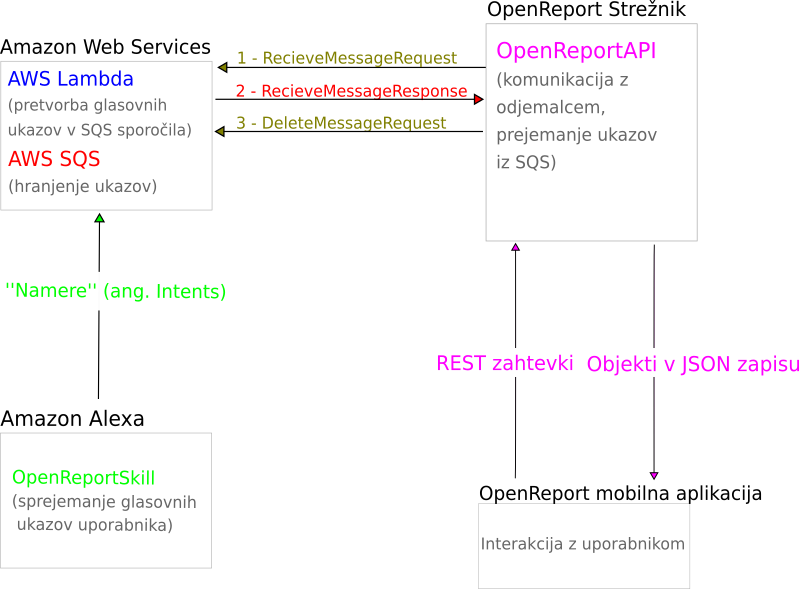 OpenReport Strežnik
Amazon Web Services
OpenReportAPI
(komunikacija z
odjemalcem,
prejemanje ukazov
iz SQS)
1 - RecieveMessageRequest
2 - RecieveMessageResponse
3 - DeleteMessageRequest
AWS Lambda
(pretvorba glasovnih
ukazov v SQS sporočila)
AWS SQS
(hranjenje ukazov)
''Namere'' (ang. Intents)
REST zahtevki
Objekti v JSON zapisu
Amazon Alexa
OpenReportSkill
(sprejemanje glasovnih
ukazov uporabnika)
OpenReport mobilna aplikacija
Interakcija z uporabnikom